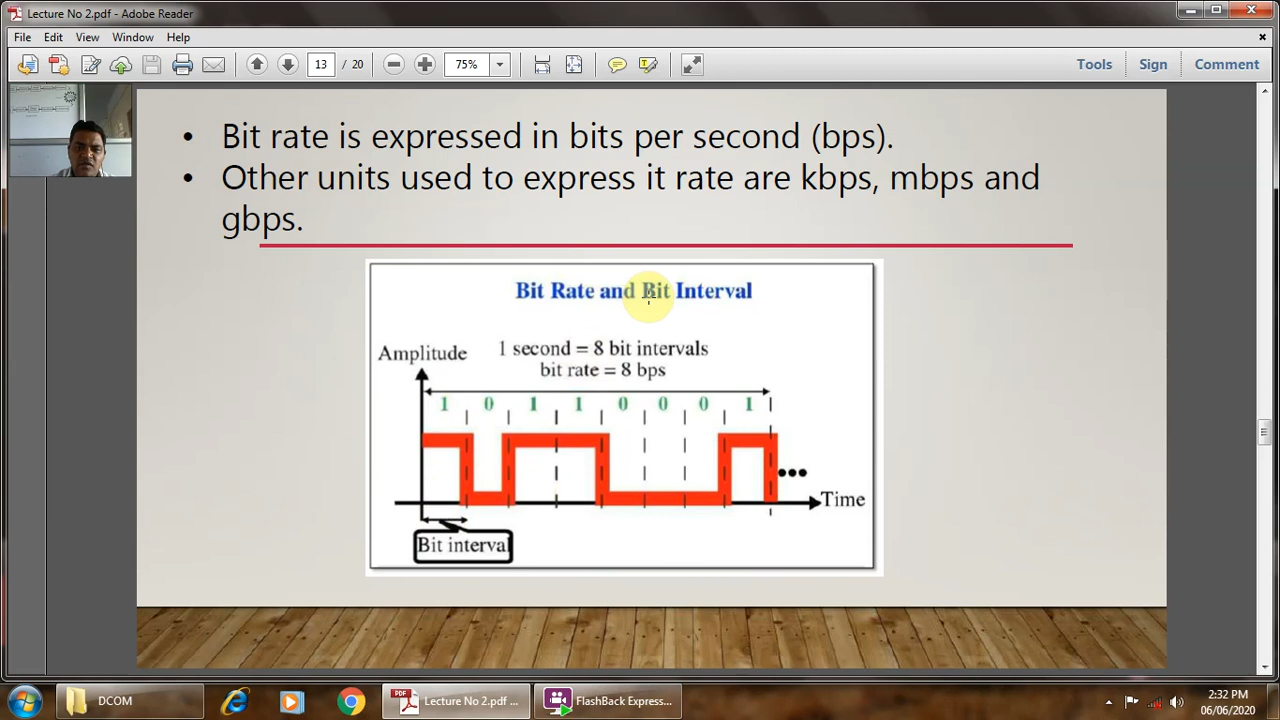 Lecture No 2.pdf - Adobe Reader
File Edit View Window Help
13 / 20 75% Tools Sign Comment
• Bit rate is expressed in bits per second (bps).
• Other units used to express it rate are kbps, mbps and
gbps.
Bit Rate and Bit Interval
1 second = 8 bit intervals
Amplitude
bit rate = 8 bps
1 0 1 1 0 0 0 1
Time
Bit interval
DCOM Lecture No 2.pdf ... FlashBack Express...
2:32 PM
06/06/2020